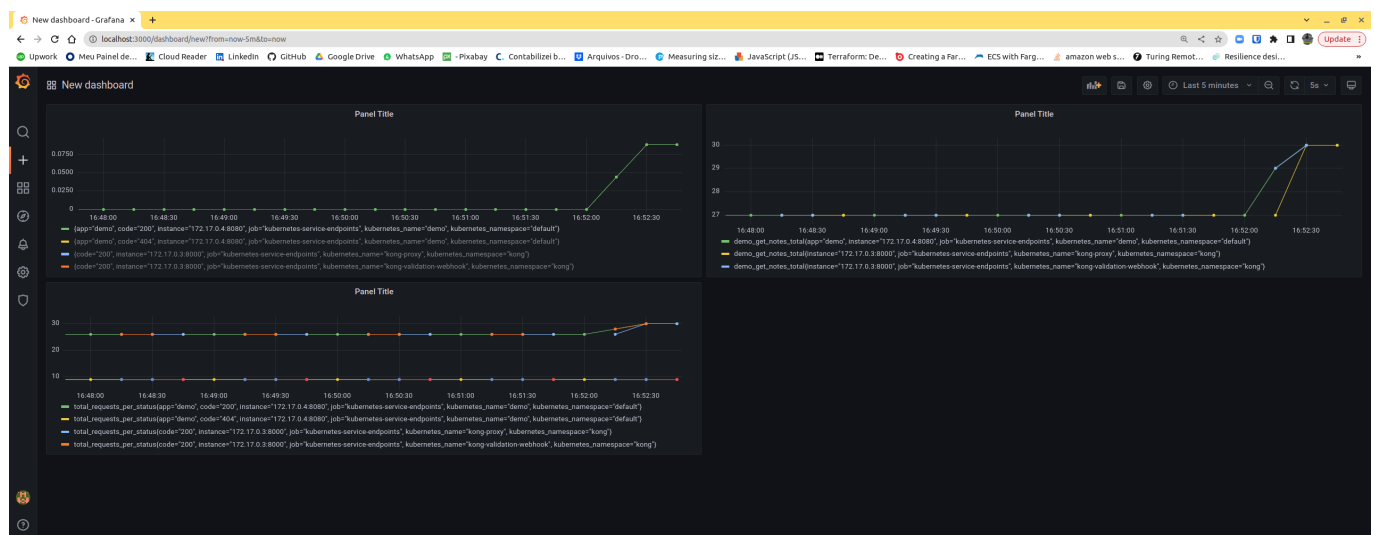 New dashboard - Grafana
localhost:3000/dashboard/new?from=now-5m&to=now
Update
Upwork Meu Painel de... Cloud Reader LinkedIn GitHub Google Drive WhatsApp - Pixabay Contabilizei b... Arquivos - Dro... Measuring siz... JavaScript (JS... Terraform: De... Creating a Far... ECS with Farg... amazon web s... Turing Remot... Resilience desi... »
New dashboard
Last 5 minutes
5s
Panel Title
0.0750
0.0500
0.0250
0
16:48:00 16:48:30 16:49:00 16:49:30 16:50:00 16:50:30 16:51:00 16:51:30 16:52:00 16:52:30
{app="demo", code="200", instance="172.17.0.4:8080", job="kubernetes-service-endpoints", kubernetes_name="demo", kubernetes_namespace="default"}
{app="demo", code="404", instance="172.17.0.4:8080", job="kubernetes-service-endpoints", kubernetes_name="demo", kubernetes_namespace="default"}
{code="200", instance="172.17.0.3:8000", job="kubernetes-service-endpoints", kubernetes_name="kong-proxy", kubernetes_namespace="kong"}
{code="200", instance="172.17.0.3:8000", job="kubernetes-service-endpoints", kubernetes_name="kong-validation-webhook", kubernetes_namespace="kong"}
Panel Title
30
29
28
27
16:48:00 16:48:30 16:49:00 16:49:30 16:50:00 16:50:30 16:51:00 16:51:30 16:52:00 16:52:30
demo_get_notes_total{app="demo", instance="172.17.0.4:8080", job="kubernetes-service-endpoints", kubernetes_name="demo", kubernetes_namespace="default"}
demo_get_notes_total{instance="172.17.0.3:8000", job="kubernetes-service-endpoints", kubernetes_name="kong-proxy", kubernetes_namespace="kong"}
demo_get_notes_total{instance="172.17.0.3:8000", job="kubernetes-service-endpoints", kubernetes_name="kong-validation-webhook", kubernetes_namespace="kong"}
Panel Title
30
20
10
16:48:00 16:48:30 16:49:00 16:49:30 16:50:00 16:50:30 16:51:00 16:51:30 16:52:00 16:52:30
total_requests_per_status{app="demo", code="200", instance="172.17.0.4:8080", job="kubernetes-service-endpoints", kubernetes_name="demo", kubernetes_namespace="default"}
total_requests_per_status{app="demo", code="404", instance="172.17.0.4:8080", job="kubernetes-service-endpoints", kubernetes_name="demo", kubernetes_namespace="default"}
total_requests_per_status{code="200", instance="172.17.0.3:8000", job="kubernetes-service-endpoints", kubernetes_name="kong-proxy", kubernetes_namespace="kong"}
total_requests_per_status{code="200", instance="172.17.0.3:8000", job="kubernetes-service-endpoints", kubernetes_name="kong-validation-webhook", kubernetes_namespace="kong"}